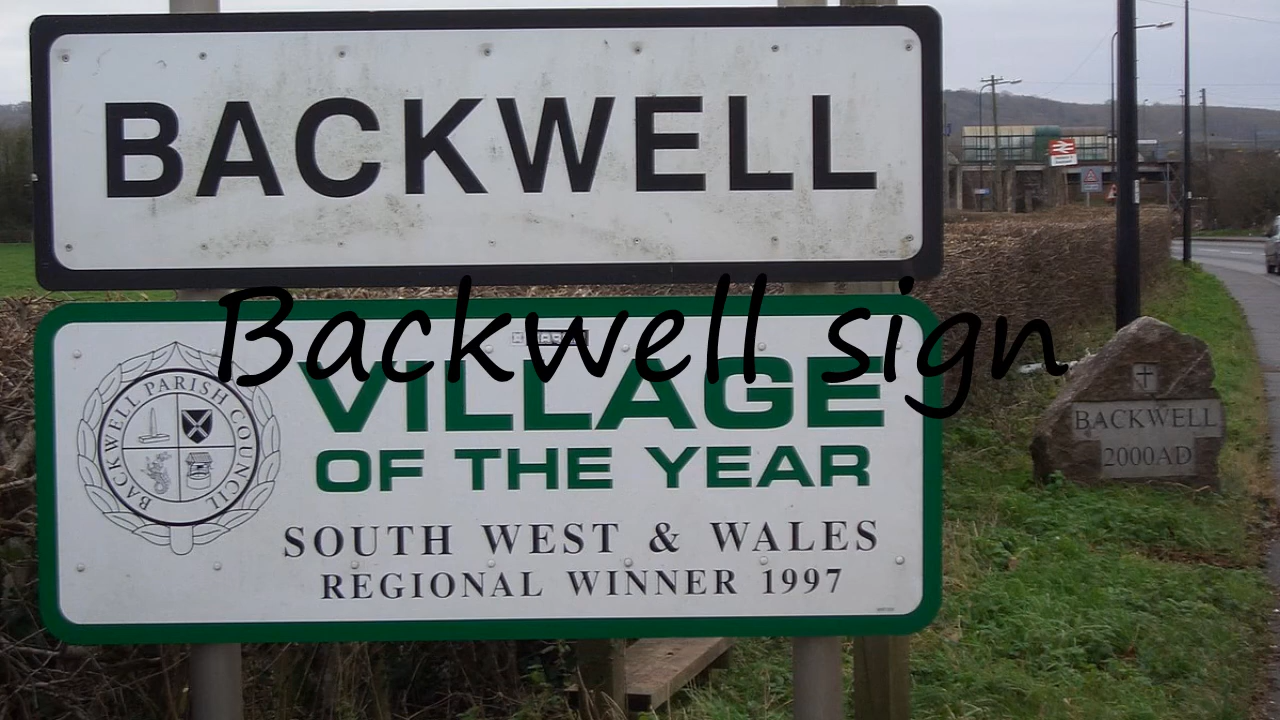 BACKWELL
Backwell sign
VILLAGE
OF THE YEAR
SOUTH WEST & WALES
REGIONAL WINNER 1997
BACKWELL PARISH COUNCIL
BACKWELL
2000AD